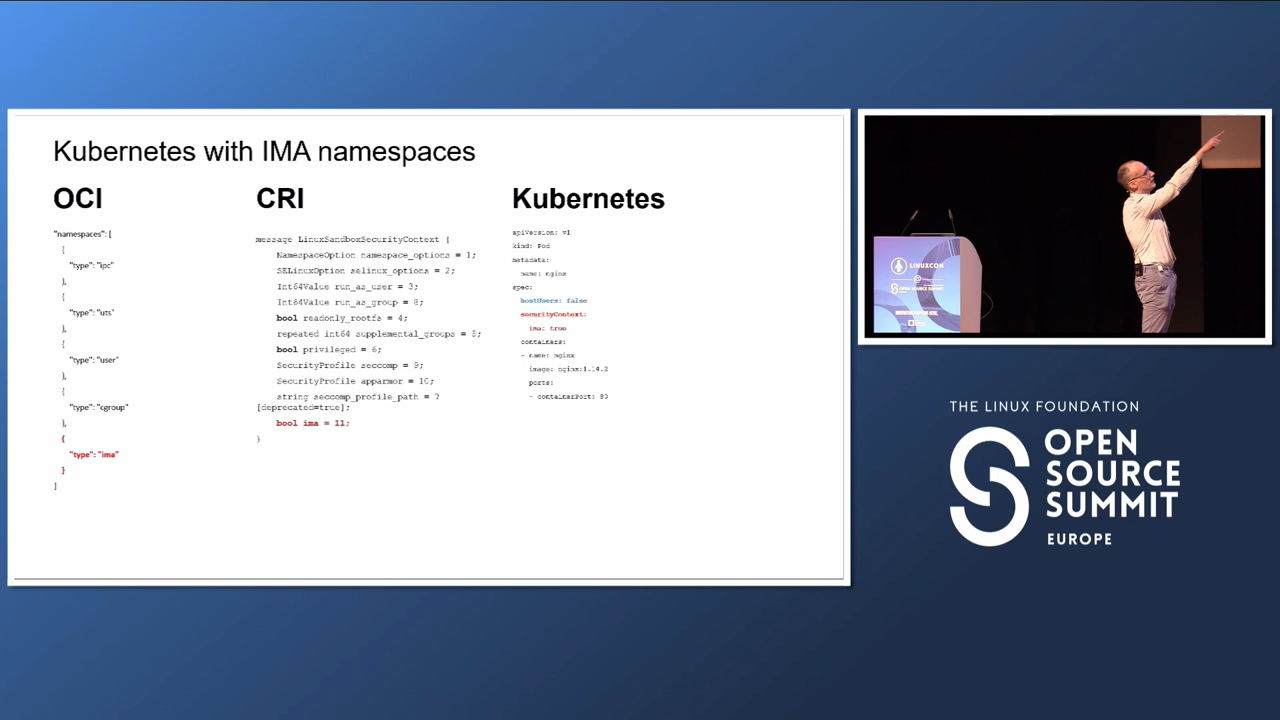 Kubernetes with IMA namespaces
OCI
"namespaces": [
{
"type": "ipc"
},
{
"type": "uts"
},
{
"type": "user"
},
{
"type": "cgroup"
},
{
"type": "ima"
}
]
CRI
message LinuxSandboxSecurityContext {
NamespaceOption namespace_options = 1;
SELinuxOption selinux_options = 2;
Int64Value run_as_user = 3;
Int64Value run_as_group = 8;
bool readonly_rootfs = 4;
repeated int64 supplemental_groups = 5;
bool privileged = 6;
SecurityProfile seccomp = 9;
SecurityProfile apparmor = 10;
string seccomp_profile_path = 7
[deprecated=true];
bool ima = 11;
}
Kubernetes
apiVersion: v1
kind: Pod
metadata:
name: nginx
spec:
hostUsers: false
securityContext:
ima: true
containers:
- name: nginx
image: nginx:1.14.2
ports:
- containerPort: 80
LINUXCON
@
OPEN SOURCE SUMMIT
THE LINUX FOUNDATION
OPEN
SOURCE
SUMMIT
EUROPE